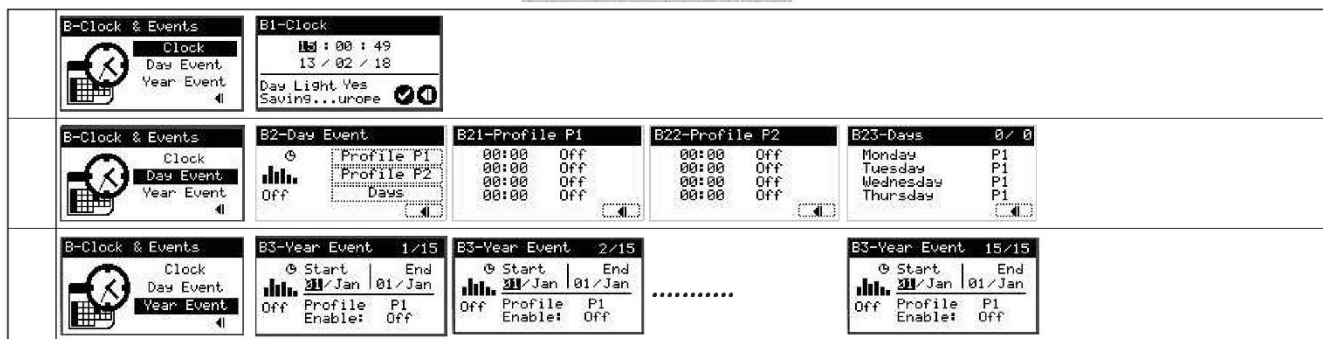 B-Clock & Events
Clock
Day Event
Year Event
B1-Clock
15 : 00 : 49
13 / 02 / 18
Day Light Yes
Saving...urope
B-Clock & Events
Clock
Day Event
Year Event
B2-Day Event
Profile P1
Profile P2
Off Days
B21-Profile P1
00:00 Off
00:00 Off
00:00 Off
00:00 Off
B22-Profile P2
00:00 Off
00:00 Off
00:00 Off
00:00 Off
B23-Days 0/ 0
Monday P1
Tuesday P1
Wednesday P1
Thursday P1
B-Clock & Events
Clock
Day Event
Year Event
B3-Year Event 1/15
Start End
01/Jan 01/Jan
Off Profile P1
Enable: Off
B3-Year Event 2/15
Start End
01/Jan 01/Jan
Off Profile P1
Enable: Off
...........
B3-Year Event 15/15
Start End
01/Jan 01/Jan
Off Profile P1
Enable: Off